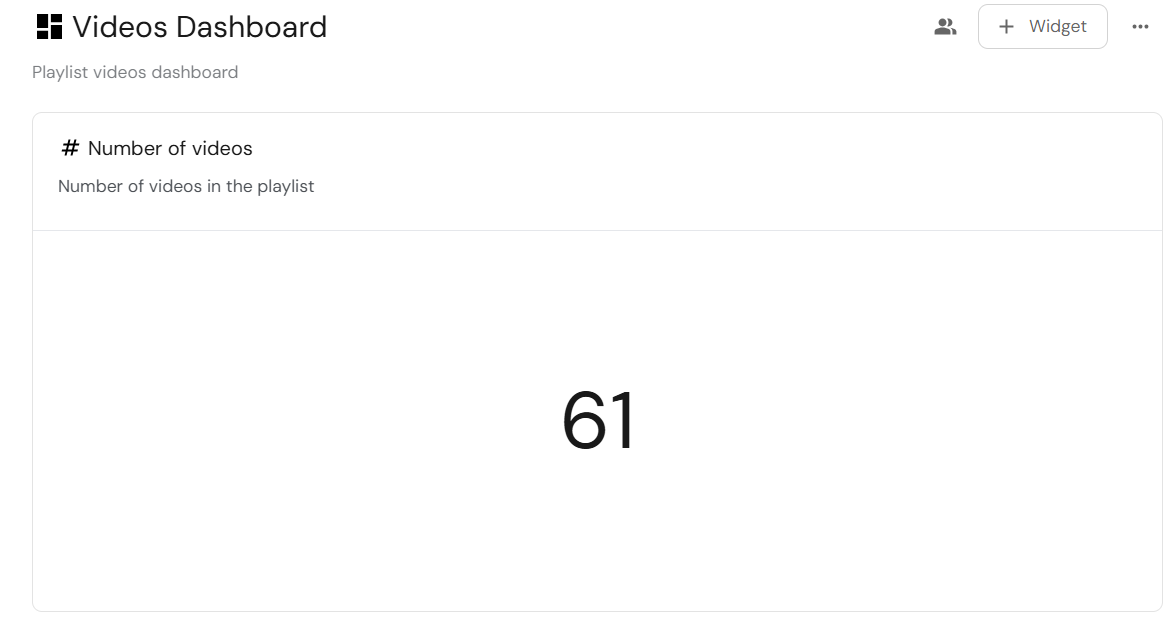 Videos Dashboard
+ Widget
Playlist videos dashboard
# Number of videos
Number of videos in the playlist
61